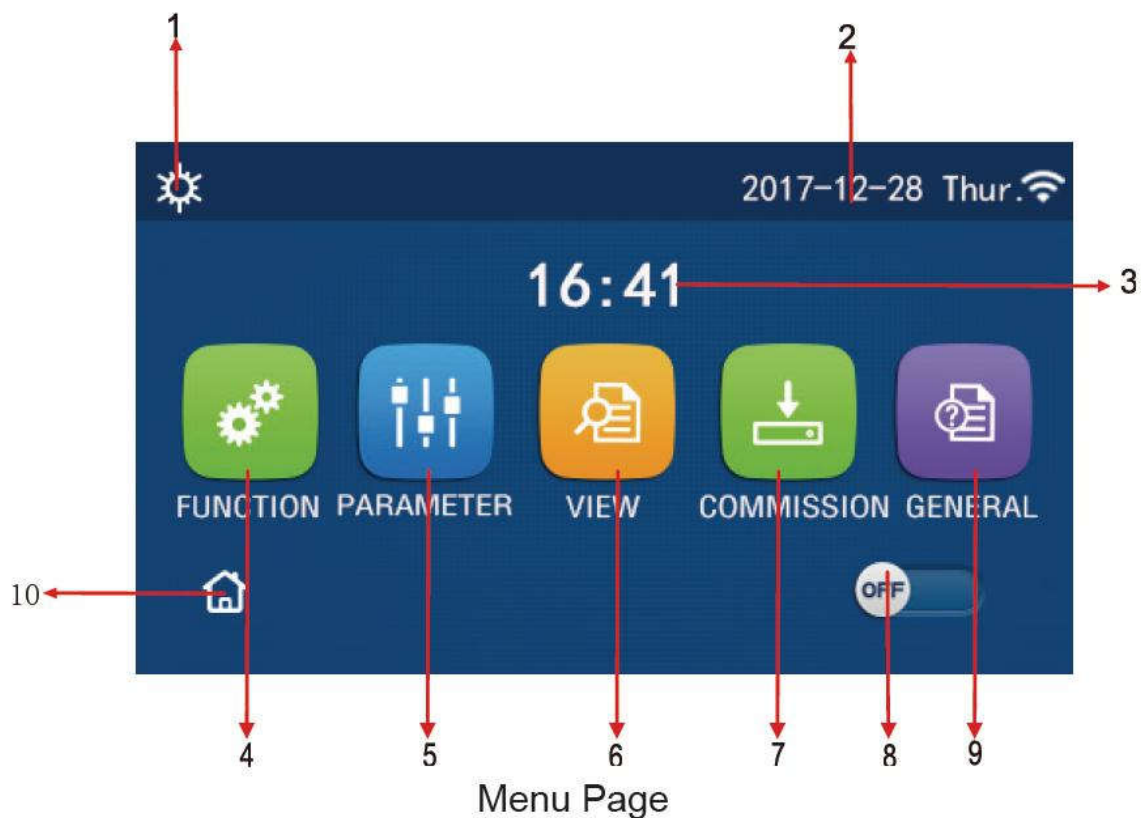 1
2
2017-12-28 Thur.
16:41
3
FUNCTION PARAMETER VIEW COMMISSION GENERAL
10
OFF
4 5 6 7 8 9
Menu Page